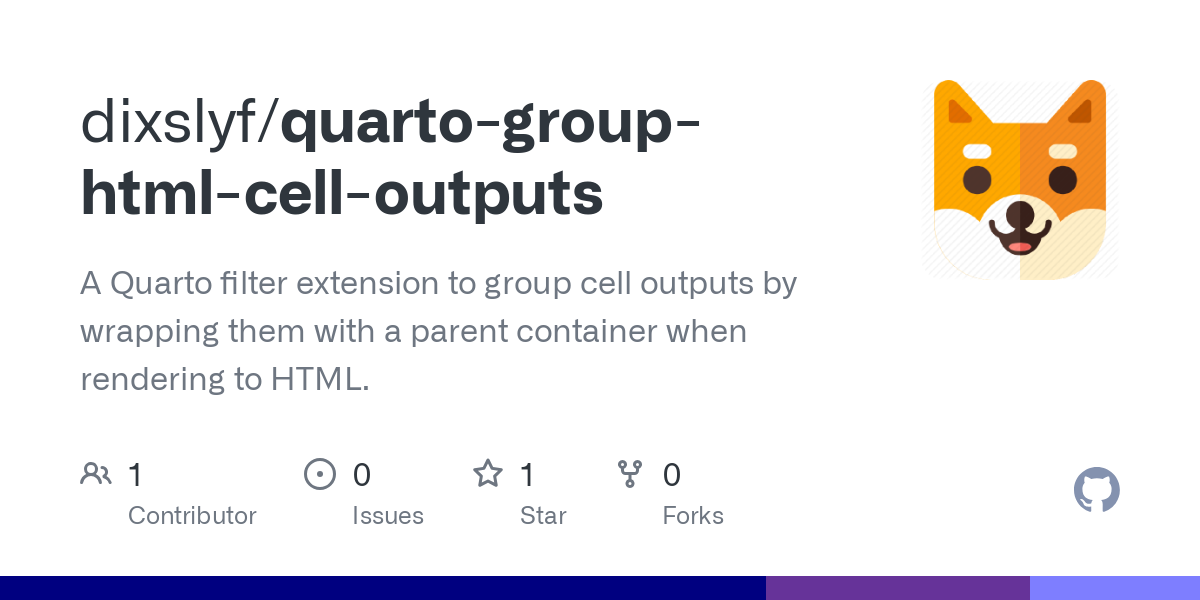 dixslyf/quarto-group-
html-cell-outputs
A Quarto filter extension to group cell outputs by
wrapping them with a parent container when
rendering to HTML.
1
Contributor
0
Issues
1
Star
0
Forks